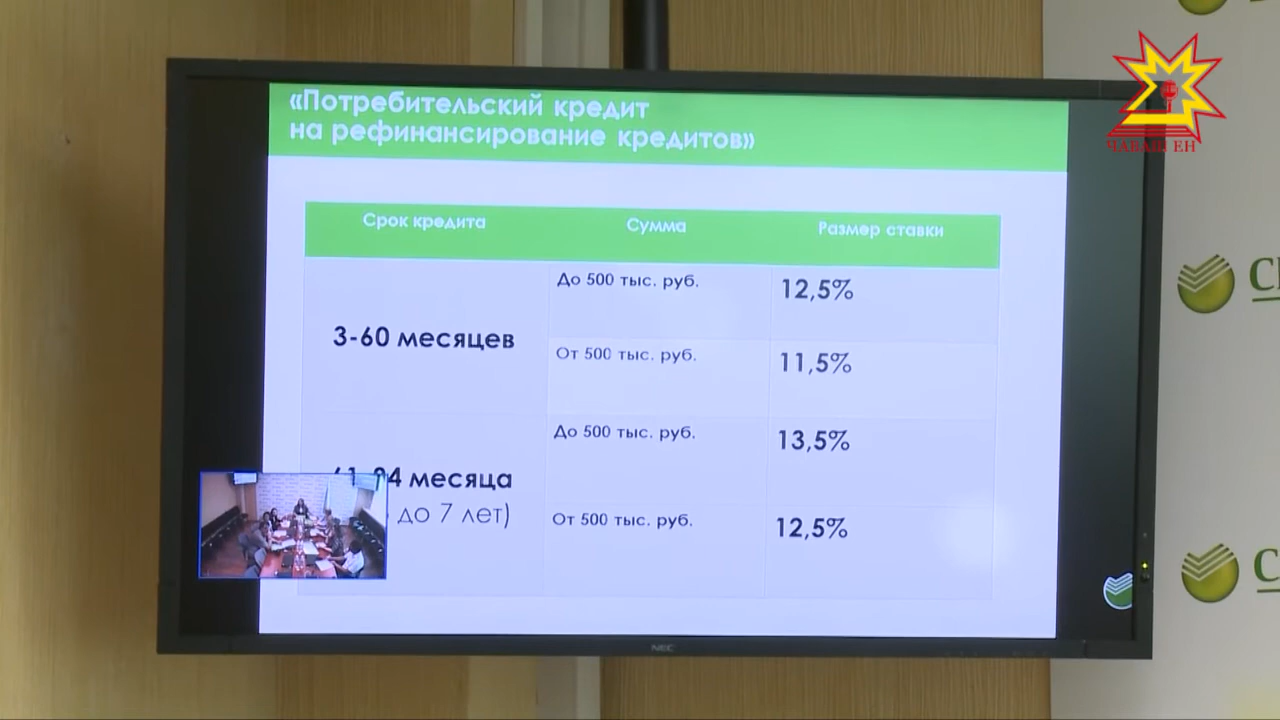 «Потребительский кредит
на рефинансирование кредитов»
Срок кредита
Сумма
Размер ставки
3-60 месяцев
До 500 тыс. руб.
12,5%
От 500 тыс. руб.
11,5%
месяца
до 7 лет)
До 500 тыс. руб.
13,5%
От 500 тыс. руб.
12,5%
NEC
ЧӐВАШ ЕН